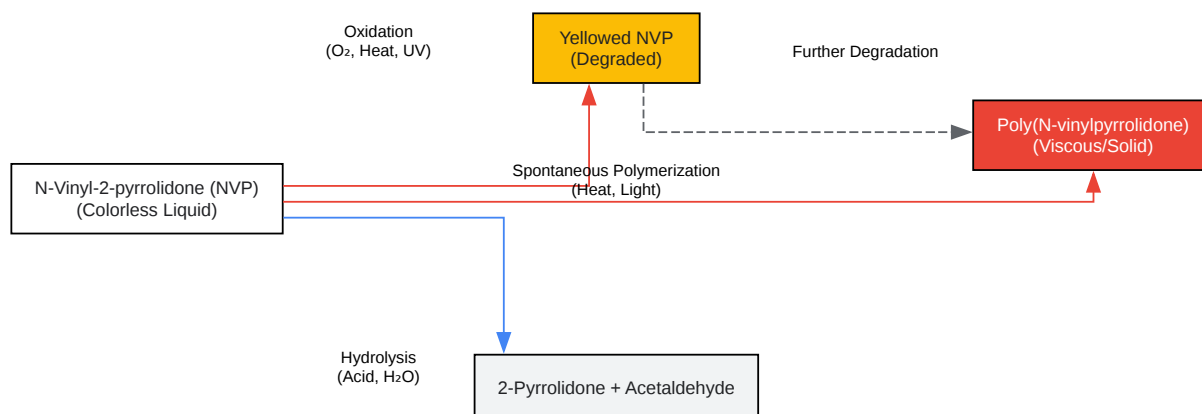 Oxidation
(O₂, Heat, UV)
Yellowed NVP
(Degraded)
Further Degradation
Poly(N-vinylpyrrolidone)
(Viscous/Solid)
N-Vinyl-2-pyrrolidone (NVP)
(Colorless Liquid)
Spontaneous Polymerization
(Heat, Light)
Hydrolysis
(Acid, H₂O)
2-Pyrrolidone + Acetaldehyde